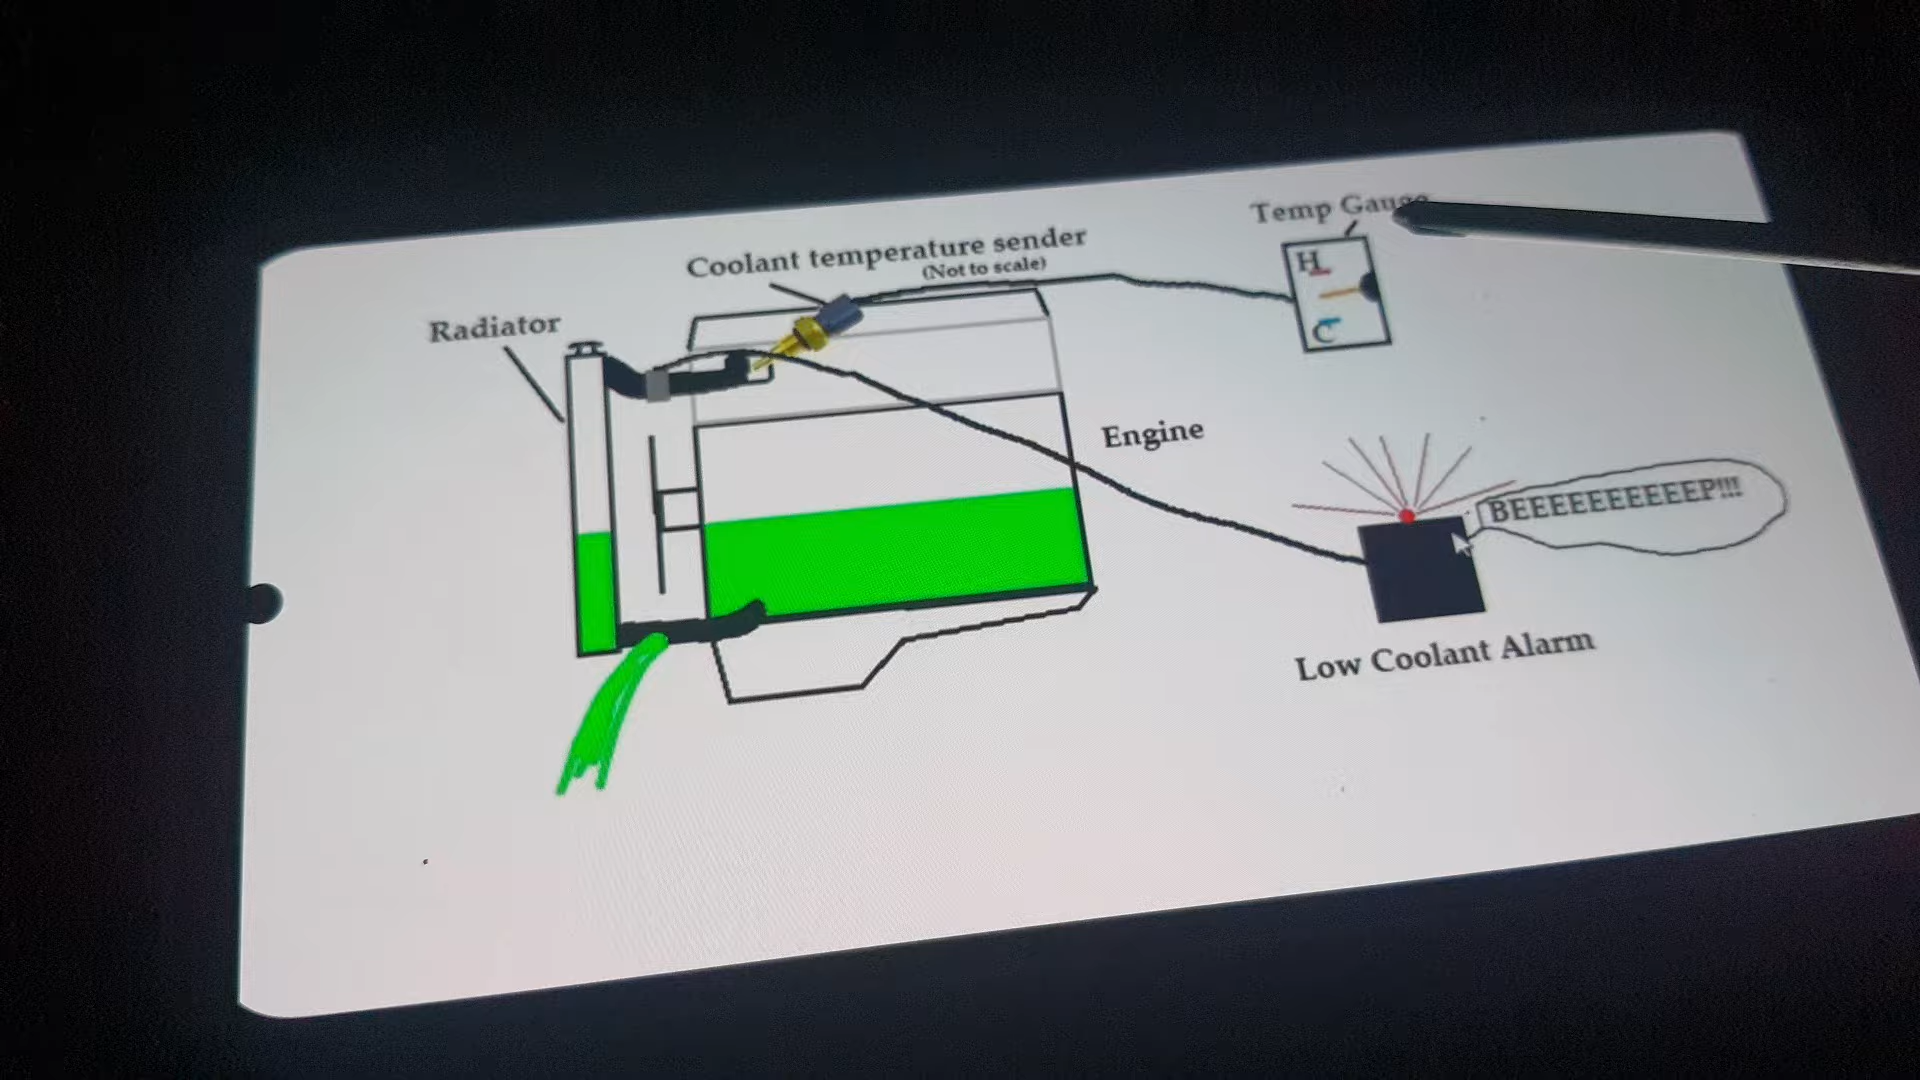 Temp Gauge
Coolant temperature sender
(Not to scale)
H
Radiator
C
Engine
BEEEEEEEEEEP!!!
Low Coolant Alarm